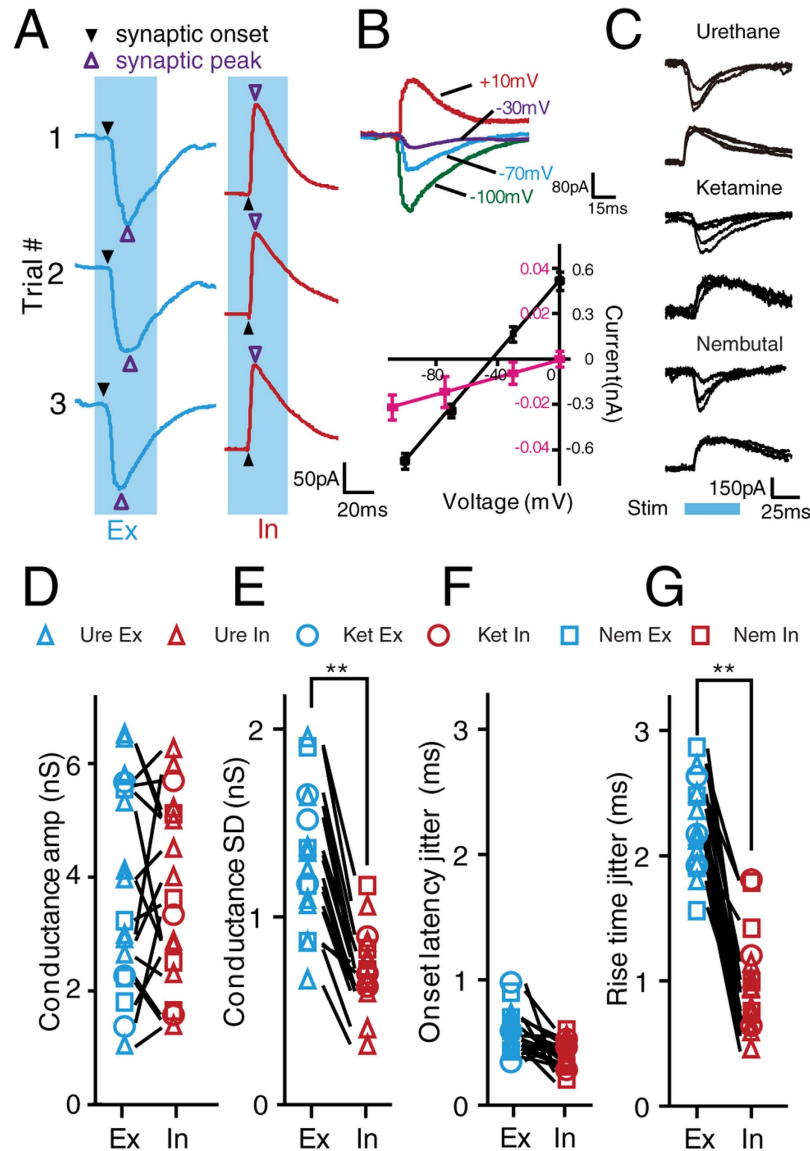 A
▼ synaptic onset
△ synaptic peak
Trial #
1
2
3
Ex
In
50pA
20ms
B
+10mV
-30mV
-70mV
-100mV
80pA
15ms
0.04
0.02
-0.02
-0.04
0.6
0.3
0
-0.3
-0.6
-80
-40
0
Current(nA)
Voltage (mV)
C
Urethane
Ketamine
Nembutal
150pA
25ms
Stim
D
E
F
G
Ure Ex
Ure In
Ket Ex
Ket In
Nem Ex
Nem In
Conductance amp (nS)
6
4
2
0
Ex
In
**
Conductance SD (nS)
2
1
0
Ex
In
Onset latency jitter (ms)
3
2
1
0
Ex
In
**
Rise time jitter (ms)
3
2
1
0
Ex
In